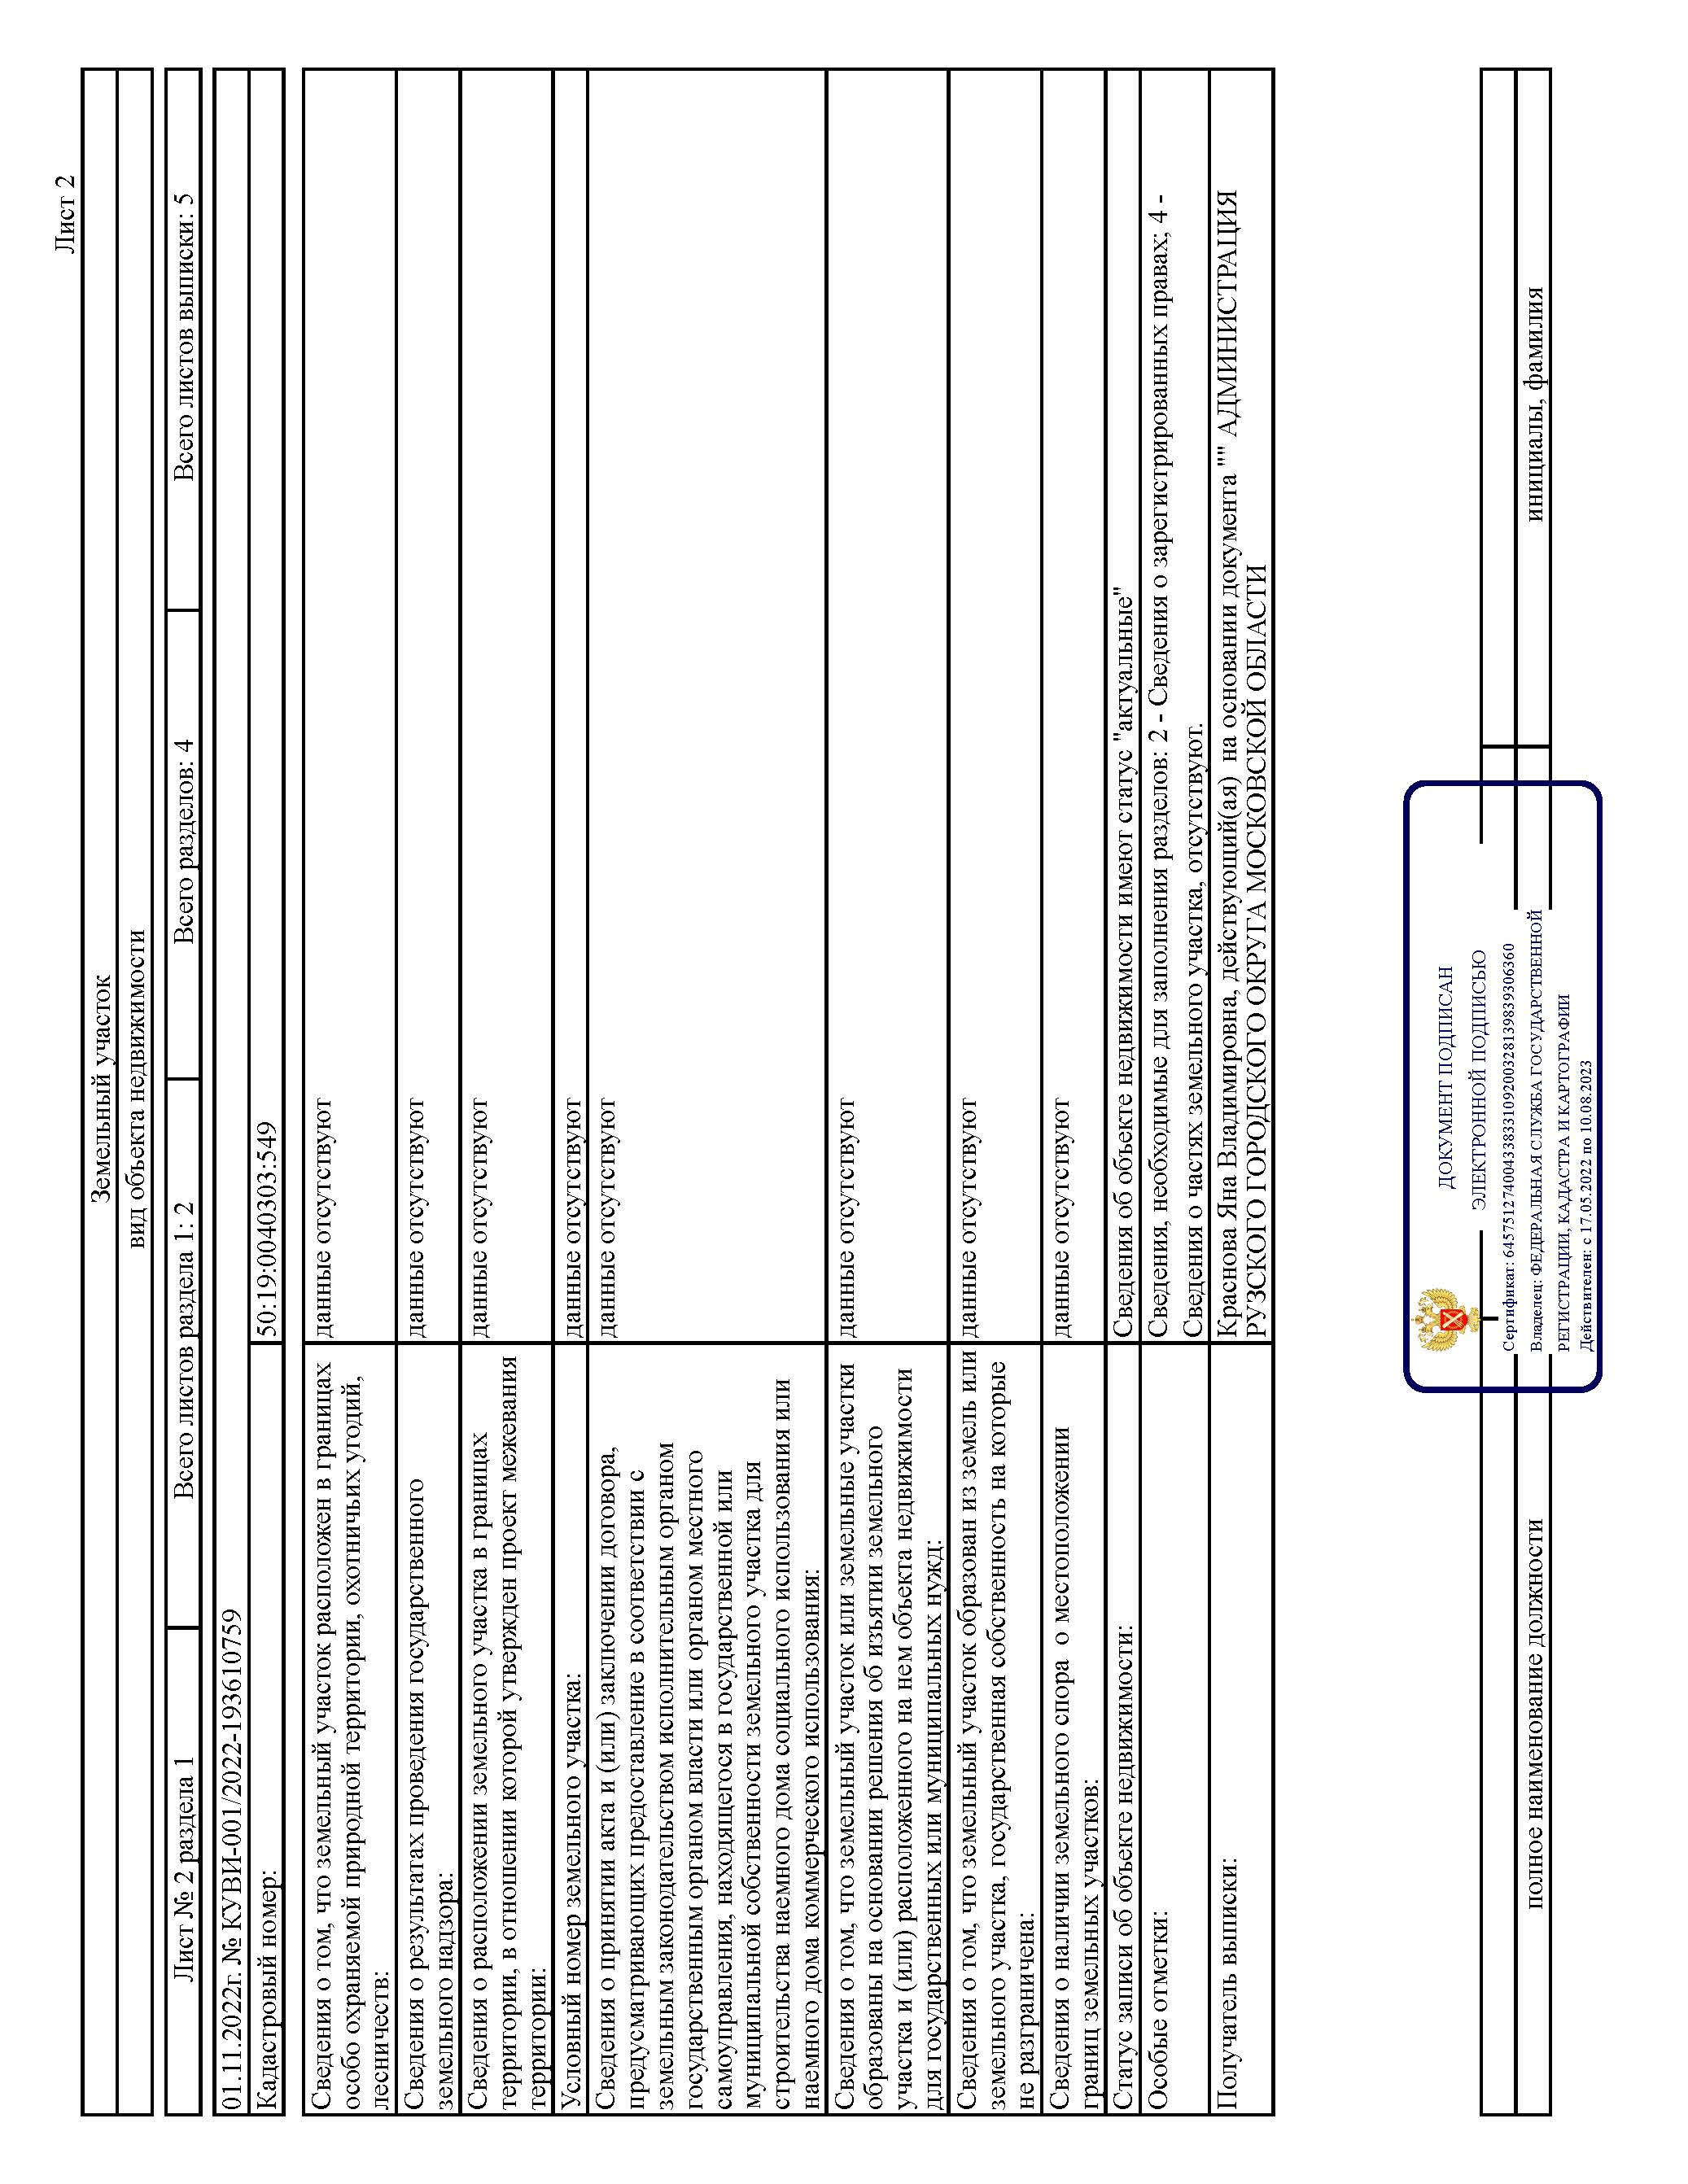 Лист 2
Земельный участок
вид объекта недвижимости
Лист № 2 раздела 1
Всего листов раздела 1: 2
Всего разделов: 4
Всего листов выписки: 5
01.11.2022г. № КУВИ-001/2022-193610759
Кадастровый номер:
50:19:0040303:549
Сведения о том, что земельный участок расположен в границах
особо охраняемой природной территории, охотничьих угодий,
лесничеств:
данные отсутствуют
Сведения о результатах проведения государственного
земельного надзора:
данные отсутствуют
Сведения о расположении земельного участка в границах
территории, в отношении которой утвержден проект межевания
территории:
данные отсутствуют
Условный номер земельного участка:
данные отсутствуют
Сведения о принятии акта и (или) заключении договора,
предусматривающих предоставление в соответствии с
земельным законодательством исполнительным органом
государственным органом власти или органом местного
самоуправления, находящегося в государственной или
муниципальной собственности земельного участка для
строительства наемного дома социального использования или
наемного дома коммерческого использования:
данные отсутствуют
Сведения о том, что земельный участок или земельные участки
образованы на основании решения об изъятии земельного
участка и (или) расположенного на нем объекта недвижимости
для государственных или муниципальных нужд:
данные отсутствуют
Сведения о том, что земельный участок образован из земель или
земельного участка, государственная собственность на которые
не разграничена:
данные отсутствуют
Сведения о наличии земельного спора о местоположении
границ земельных участков:
данные отсутствуют
Статус записи об объекте недвижимости:
Сведения об объекте недвижимости имеют статус "актуальные"
Особые отметки:
Сведения, необходимые для заполнения разделов: 2 - Сведения о зарегистрированных правах; 4 -
Сведения о частях земельного участка, отсутствуют.
Получатель выписки:
Краснова Яна Владимировна, действующий(ая) на основании документа "" АДМИНИСТРАЦИЯ
РУЗСКОГО ГОРОДСКОГО ОКРУГА МОСКОВСКОЙ ОБЛАСТИ
ДОКУМЕНТ ПОДПИСАН
ЭЛЕКТРОННОЙ ПОДПИСЬЮ
Сертификат: 64575127400433833109200328139839306360
Владелец: ФЕДЕРАЛЬНАЯ СЛУЖБА ГОСУДАРСТВЕННОЙ
РЕГИСТРАЦИИ, КАДАСТРА И КАРТОГРАФИИ
Действителен: с 17.05.2022 по 10.08.2023
полное наименование должности
инициалы, фамилия